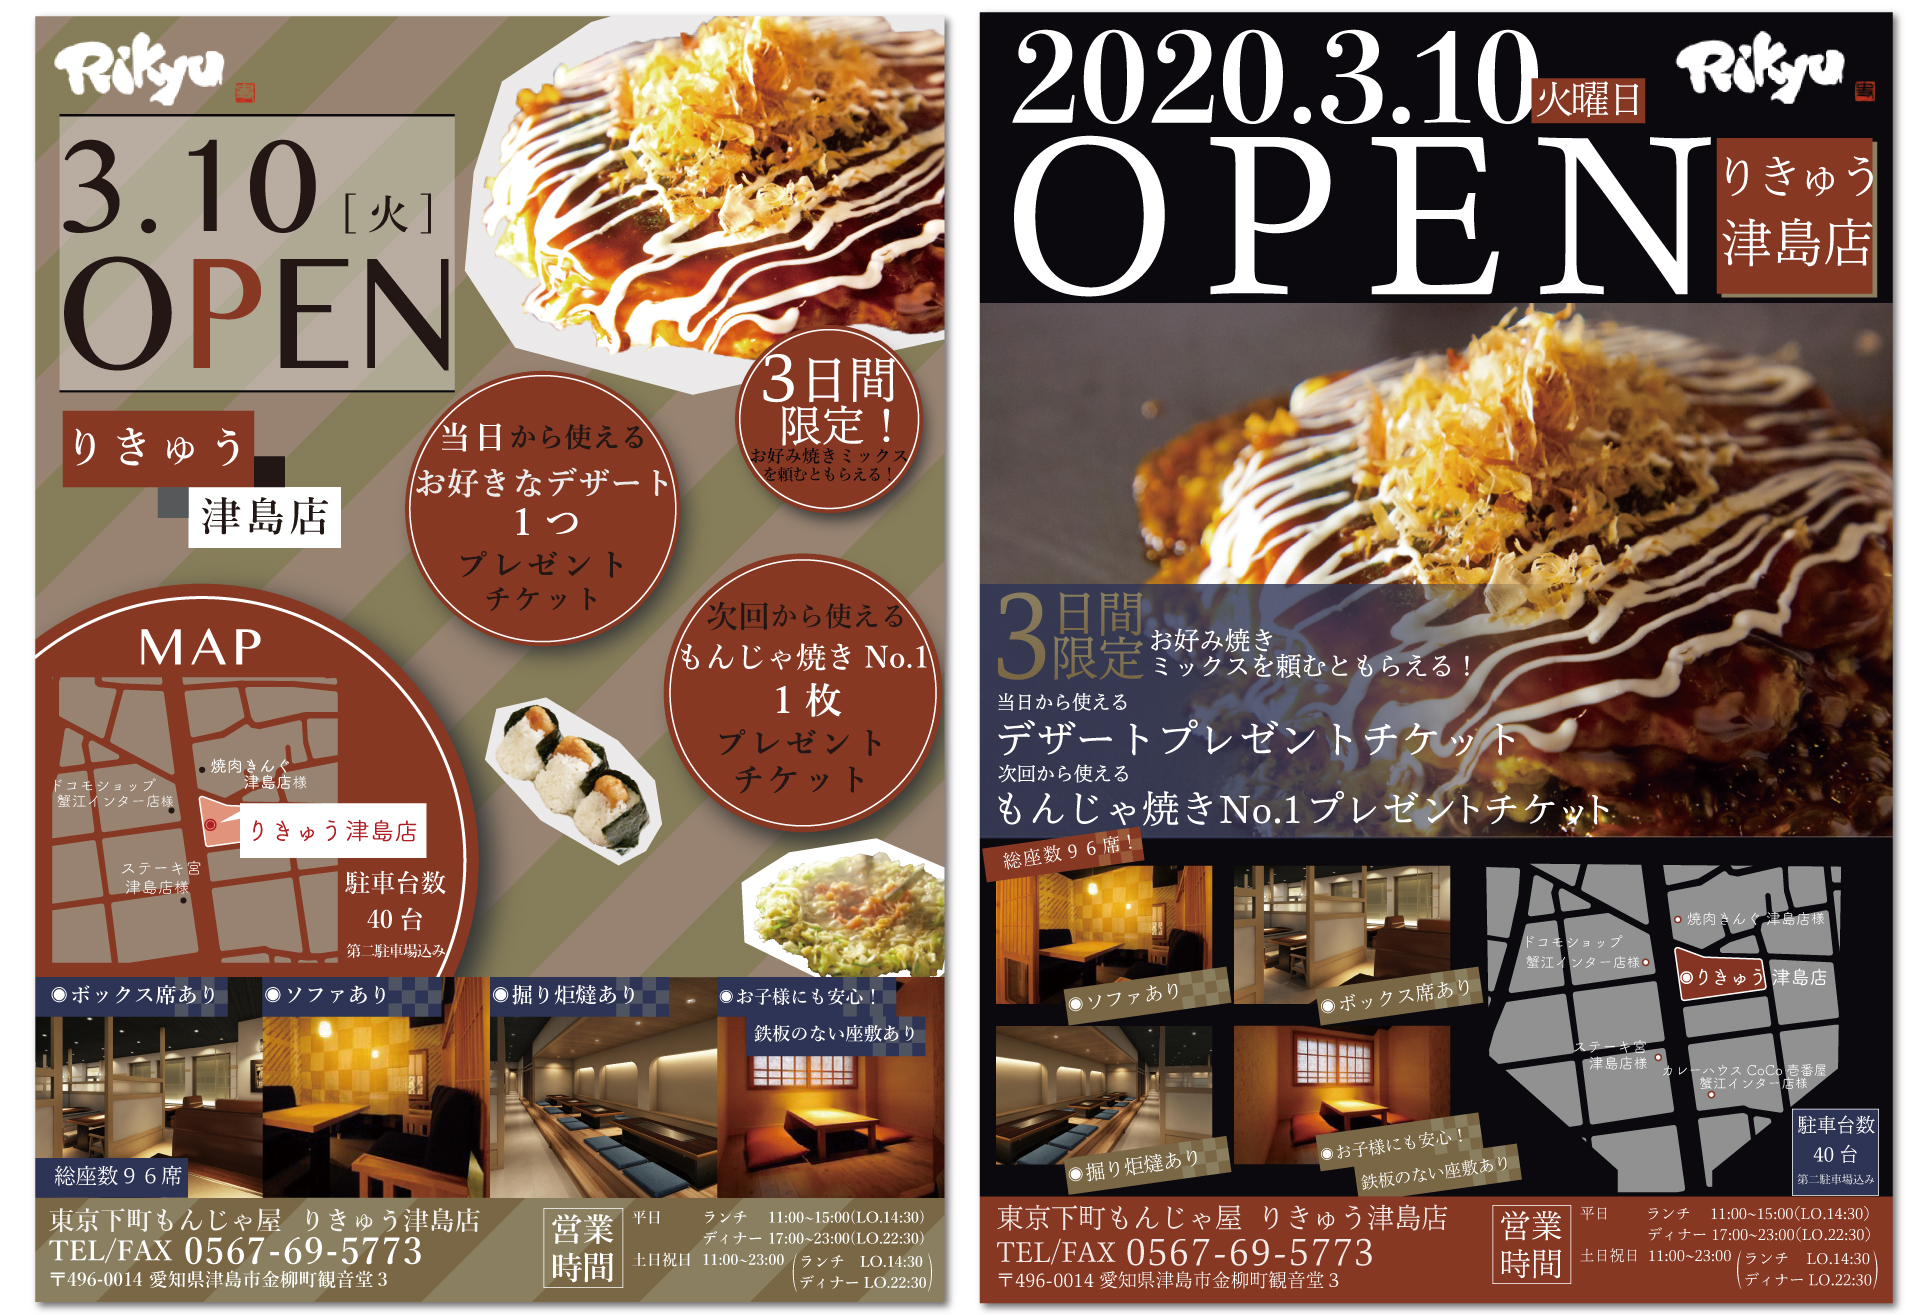 Rikyu
3.10［火］
OPEN
りきゅう
津島店
3日間
限定！
お好み焼きミックス
を頼むともらえる！
当日から使える
お好きなデザート
1つ
プレゼント
チケット
次回から使える
もんじゃ焼き No.1
1 枚
プレゼント
チケット
MAP
焼肉きんぐ
津島店様
ドコモショップ
蟹江インター店様
りきゅう津島店
ステーキ宮
津島店様
駐車台数
40 台
第二駐車場込み
◉ボックス席あり
◉ソファあり
◉掘り炬燵あり
◉お子様にも安心！
鉄板のない座敷あり
総座数９６席
東京下町もんじゃ屋 りきゅう津島店
TEL/FAX 0567-69-5773
〒496-0014 愛知県津島市金柳町観音堂３
営業
時間
平日 ランチ 11:00~15:00(LO.14:30)
ディナー 17:00~23:00(LO.22:30)
土日祝日 11:00~23:00 (ランチ LO.14:30
ディナー LO.22:30)
2020.3.10火曜日
Rikyu
OPEN
りきゅう
津島店
3日間
限定
お好み焼き
ミックスを頼むともらえる！
当日から使える
デザートプレゼントチケット
次回から使える
もんじゃ焼きNo.1プレゼントチケット
総座数９６席！
◉ソファあり
◉ボックス席あり
◉掘り炬燵あり
◉お子様にも安心！
鉄板のない座敷あり
焼肉きんぐ 津島店様
ドコモショップ
蟹江インター店様
◉りきゅう 津島店
ステーキ宮
津島店様
カレーハウス CoCo 壱番屋
蟹江インター店様
駐車台数
40 台
第二駐車場込み
東京下町もんじゃ屋 りきゅう津島店
TEL/FAX 0567-69-5773
〒496-0014 愛知県津島市金柳町観音堂３
営業
時間
平日 ランチ 11:00~15:00(LO.14:30)
ディナー 17:00~23:00(LO.22:30)
土日祝日 11:00~23:00 (ランチ LO.14:30
ディナー LO.22:30)